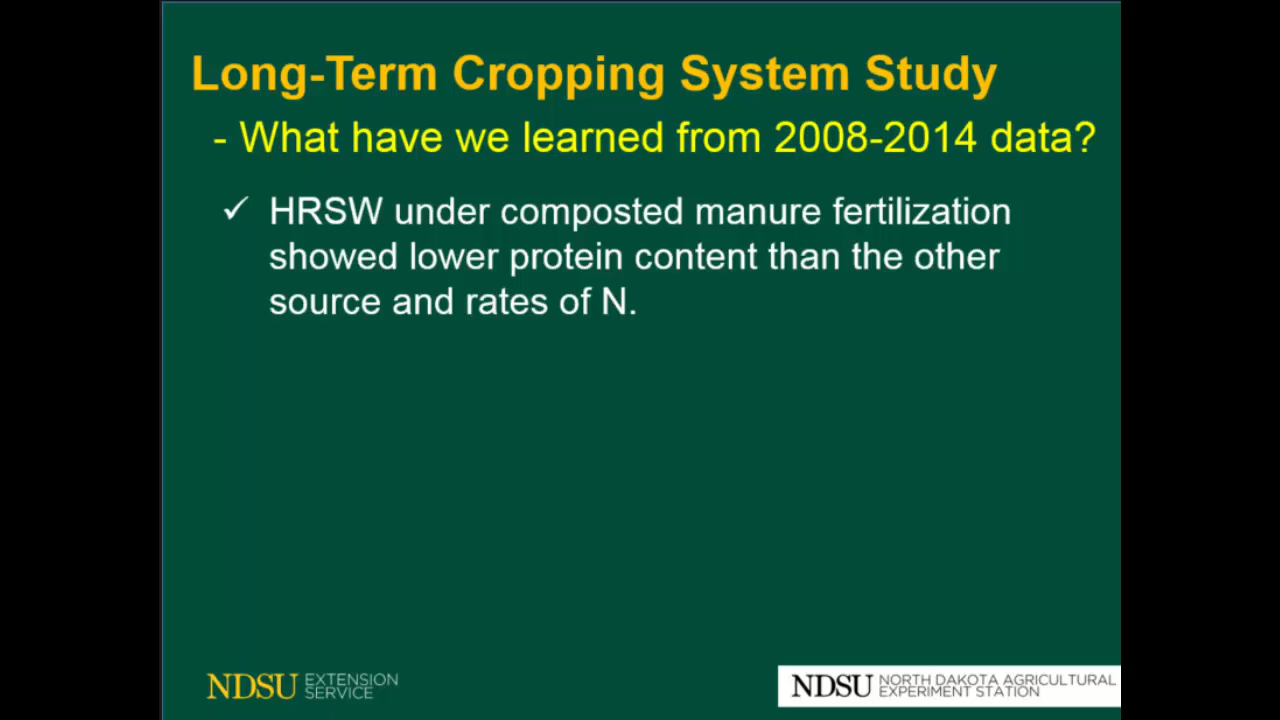 Long-Term Cropping System Study
- What have we learned from 2008-2014 data?
✓ HRSW under composted manure fertilization
showed lower protein content than the other
source and rates of N.
NDSU EXTENSION
SERVICE
NDSU NORTH DAKOTA AGRICULTURAL
EXPERIMENT STATION